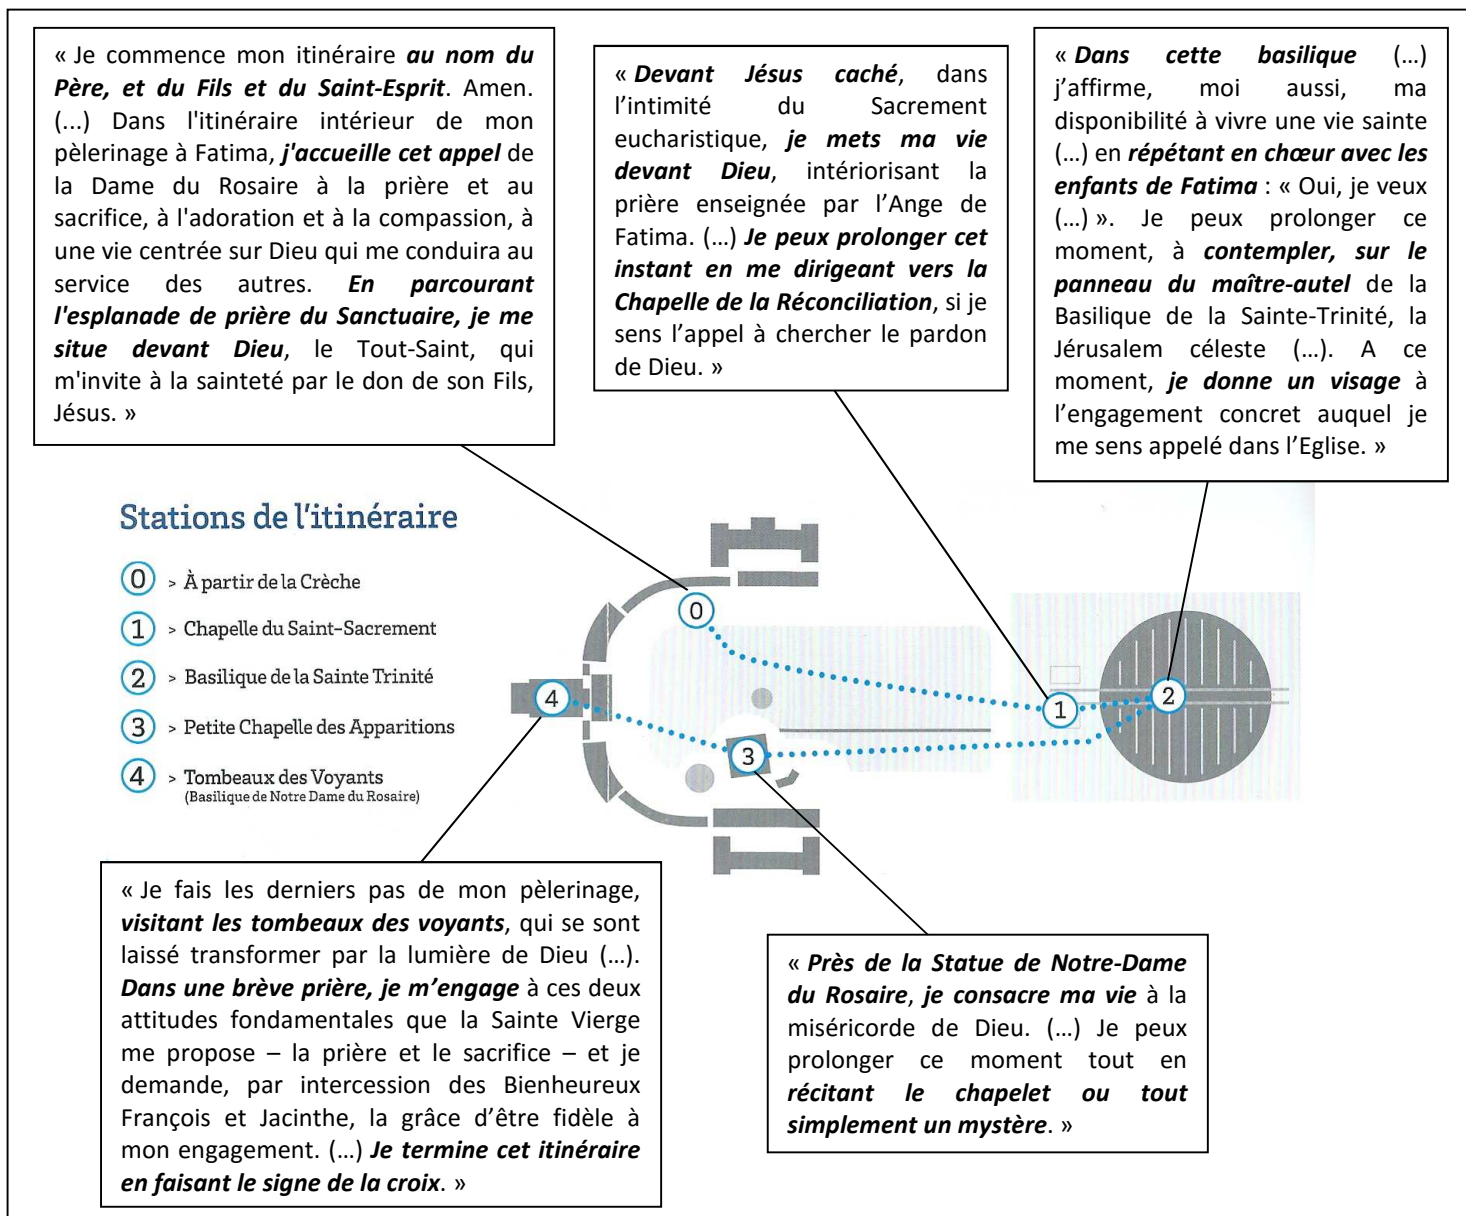 « Je commence mon itinéraire au nom du
Père, et du Fils et du Saint-Esprit. Amen.
(...) Dans l'itinéraire intérieur de mon
pèlerinage à Fatima, j'accueille cet appel de
la Dame du Rosaire à la prière et au
sacrifice, à l'adoration et à la compassion, à
une vie centrée sur Dieu qui me conduira au
service des autres. En parcourant
l'esplanade de prière du Sanctuaire, je me
situe devant Dieu, le Tout-Saint, qui
m'invite à la sainteté par le don de son Fils,
Jésus. »
« Devant Jésus caché, dans
l’intimité du Sacrement
eucharistique, je mets ma vie
devant Dieu, intériorisant la
prière enseignée par l’Ange de
Fatima. (…) Je peux prolonger cet
instant en me dirigeant vers la
Chapelle de la Réconciliation, si je
sens l’appel à chercher le pardon
de Dieu. »
« Dans cette basilique (…)
j’affirme, moi aussi, ma
disponibilité à vivre une vie sainte
(…) en répétant en chœur avec les
enfants de Fatima : « Oui, je veux
(…) ». Je peux prolonger ce
moment, à contempler, sur le
panneau du maître-autel de la
Basilique de la Sainte-Trinité, la
Jérusalem céleste (…). A ce
moment, je donne un visage à
l’engagement concret auquel je
me sens appelé dans l’Eglise. »
Stations de l’itinéraire
0 > À partir de la Crèche
1 > Chapelle du Saint-Sacrement
2 > Basilique de la Sainte Trinité
3 > Petite Chapelle des Apparitions
4 > Tombeaux des Voyants
(Basilique de Notre Dame du Rosaire)
0
1
2
3
4
« Je fais les derniers pas de mon pèlerinage,
visitant les tombeaux des voyants, qui se sont
laissé transformer par la lumière de Dieu (…).
Dans une brève prière, je m’engage à ces deux
attitudes fondamentales que la Sainte Vierge
me propose – la prière et le sacrifice – et je
demande, par intercession des Bienheureux
François et Jacinthe, la grâce d’être fidèle à
mon engagement. (…) Je termine cet itinéraire
en faisant le signe de la croix. »
« Près de la Statue de Notre-Dame
du Rosaire, je consacre ma vie à la
miséricorde de Dieu. (…) Je peux
prolonger ce moment tout en
récitant le chapelet ou tout
simplement un mystère. »